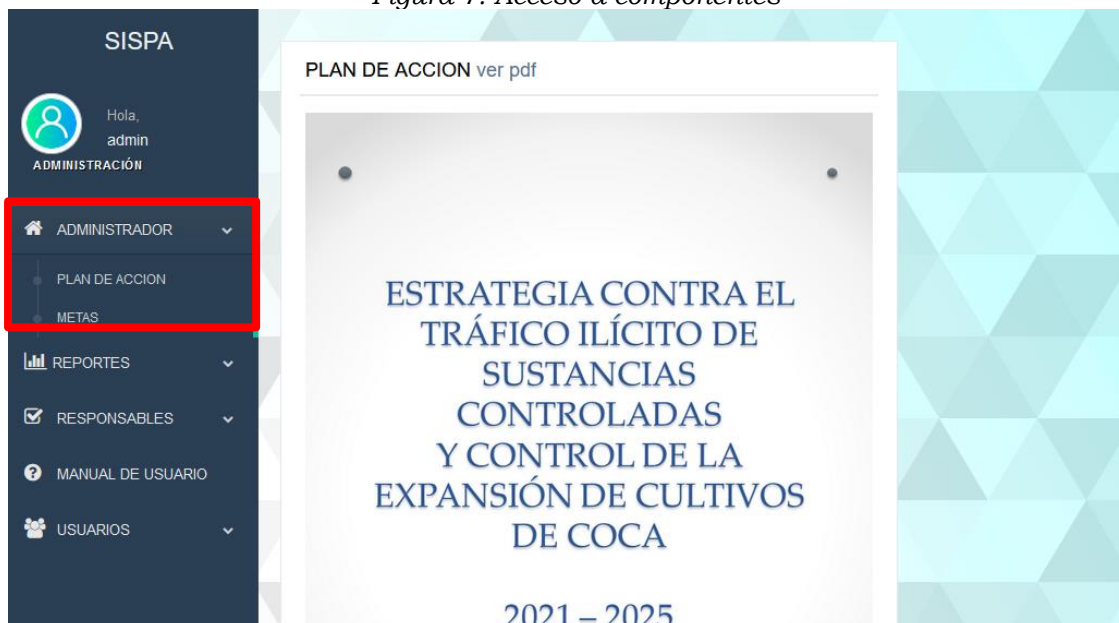 Figura 7. Acceso a componentes
SISPA
Hola,
admin
ADMINISTRACIÓN
ADMINISTRADOR
PLAN DE ACCION
METAS
REPORTES
RESPONSABLES
MANUAL DE USUARIO
USUARIOS
PLAN DE ACCION ver pdf
ESTRATEGIA CONTRA EL
TRÁFICO ILÍCITO DE
SUSTANCIAS
CONTROLADAS
Y CONTROL DE LA
EXPANSIÓN DE CULTIVOS
DE COCA
2021 – 2025